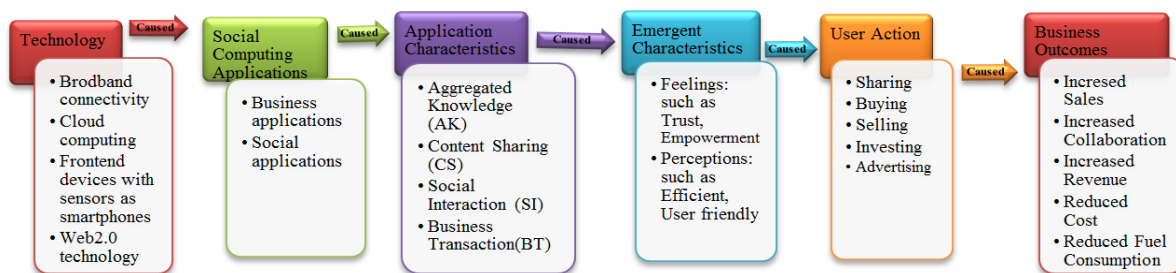 Technology
Caused
Social
Computing
Applications
Caused
Application
Characteristics
Caused
Emergent
Characteristics
Caused
User Action
Caused
Business
Outcomes
• Brodband
connectivity
• Cloud
computing
• Frontend
devices with
sensors as
smartphones
• Web2.0
technology
• Business
applications
• Social
applications
• Aggregated
Knowledge
(AK)
• Content Sharing
(CS)
• Social
Interaction (SI)
• Business
Transaction(BT)
• Feelings:
such as
Trust,
Empowerment
• Perceptions:
such as
Efficient,
User friendly
• Sharing
• Buying
• Selling
• Investing
• Advertising
• Incresed
Sales
• Increased
Collaboration
• Increased
Revenue
• Reduced
Cost
• Reduced Fuel
Consumption